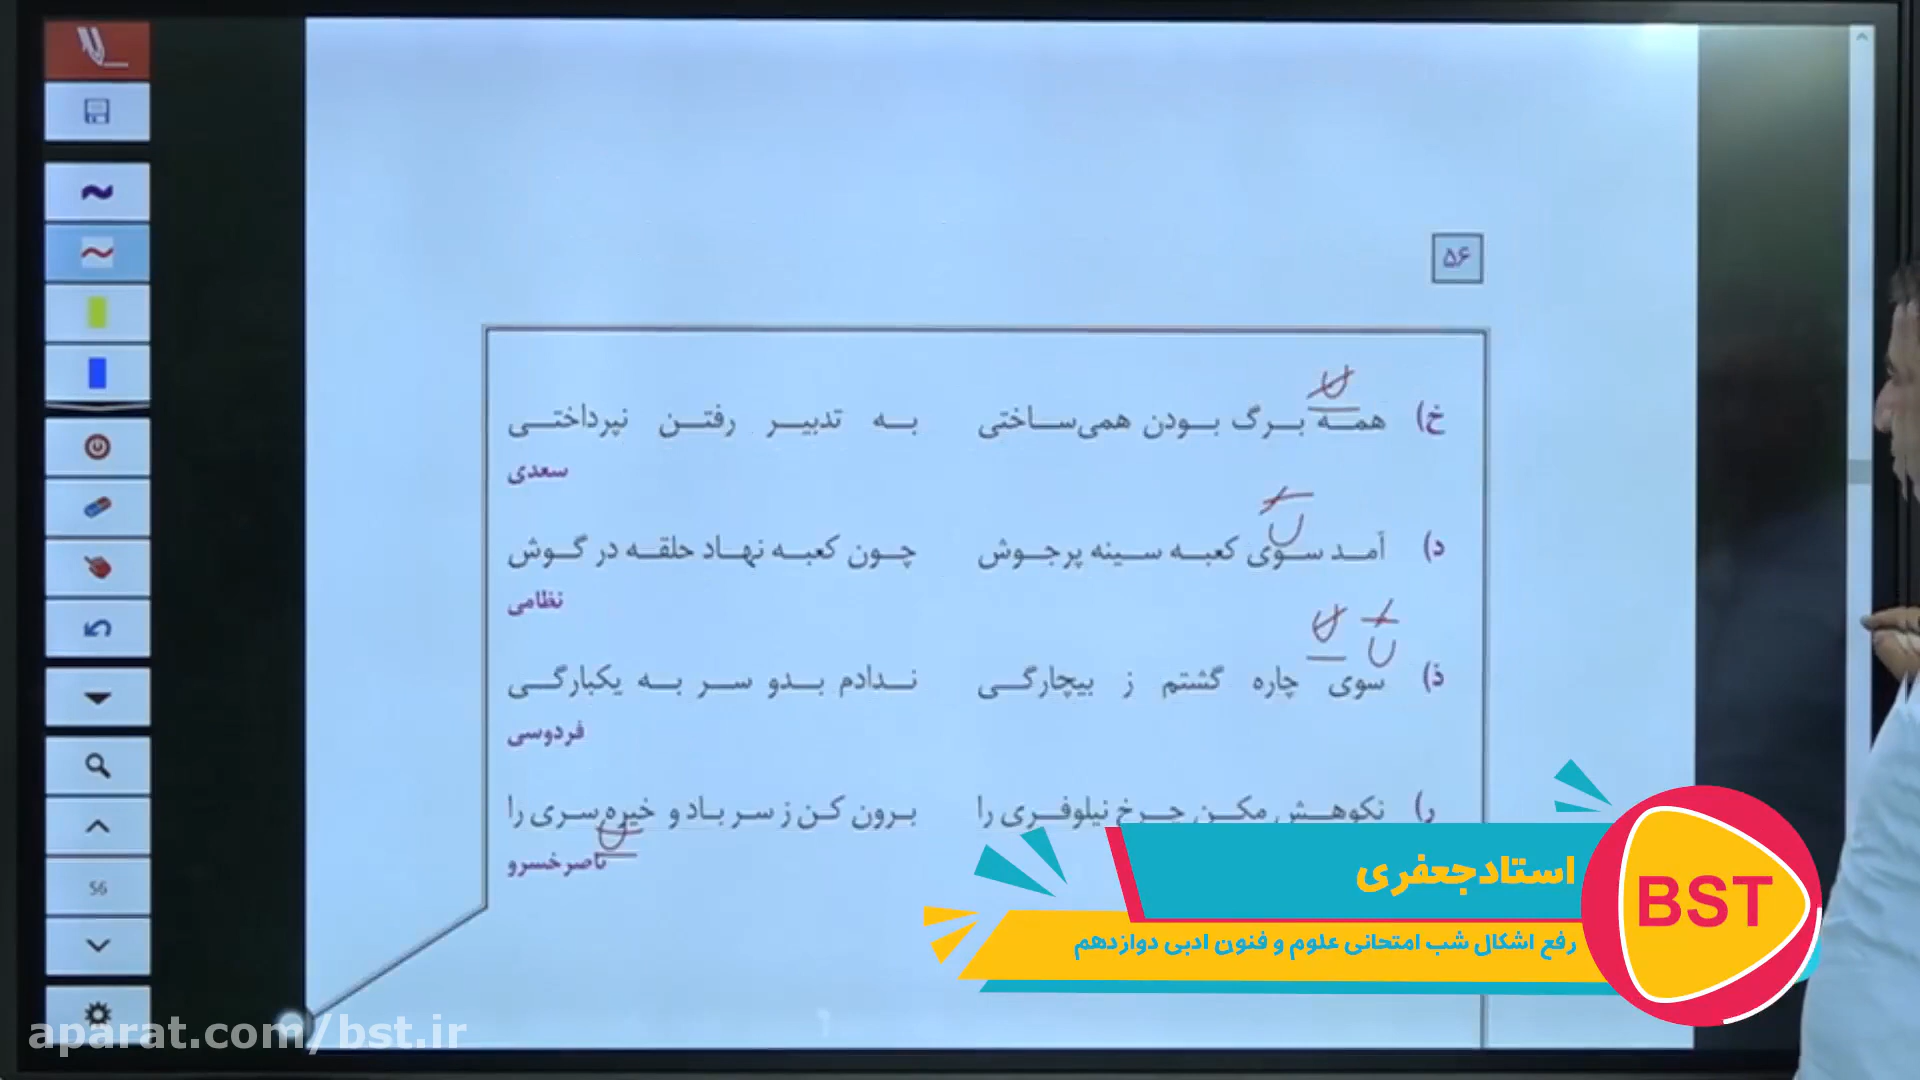 ۵۶
خ) همه برگ بودن همی‌ساختی به تدبیر رفتن نپرداختی
سعدی
د) آمد سوی کعبه سینه پرجوش چون کعبه نهاد حلقه در گوش
نظامی
ذ) سوی چاره گشتم ز بیچارگی ندادم بدو سر به یکبارگی
فردوسی
ر) نکوهش مکن چرخ نیلوفری را برون کن ز سر باد و خیره‌سری را
ناصرخسرو
استادجعفری
رفع اشکال شب امتحانی علوم و فنون ادبی دوازدهم
BST
56
aparat.com/bst.ir